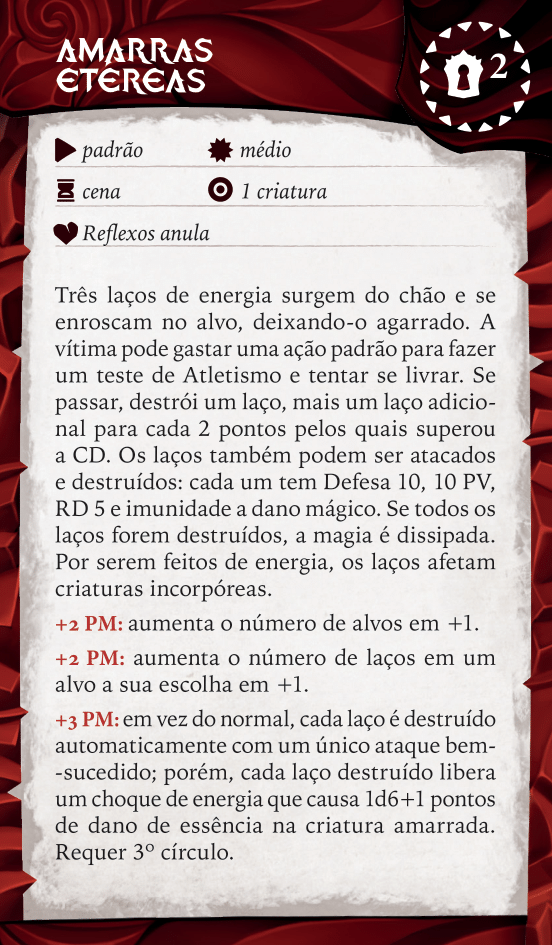 AMARRAS
ETÉREAS
2
padrão
médio
cena
1 criatura
Reflexos anula
Três laços de energia surgem do chão e se
enroscam no alvo, deixando-o agarrado. A
vítima pode gastar uma ação padrão para fazer
um teste de Atletismo e tentar se livrar. Se
passar, destrói um laço, mais um laço adicio-
nal para cada 2 pontos pelos quais superou
a CD. Os laços também podem ser atacados
e destruídos: cada um tem Defesa 10, 10 PV,
RD 5 e imunidade a dano mágico. Se todos os
laços forem destruídos, a magia é dissipada.
Por serem feitos de energia, os laços afetam
criaturas incorpóreas.
+2 PM: aumenta o número de alvos em +1.
+2 PM: aumenta o número de laços em um
alvo a sua escolha em +1.
+3 PM: em vez do normal, cada laço é destruído
automaticamente com um único ataque bem-
-sucedido; porém, cada laço destruído libera
um choque de energia que causa 1d6+1 pontos
de dano de essência na criatura amarrada.
Requer 3º círculo.